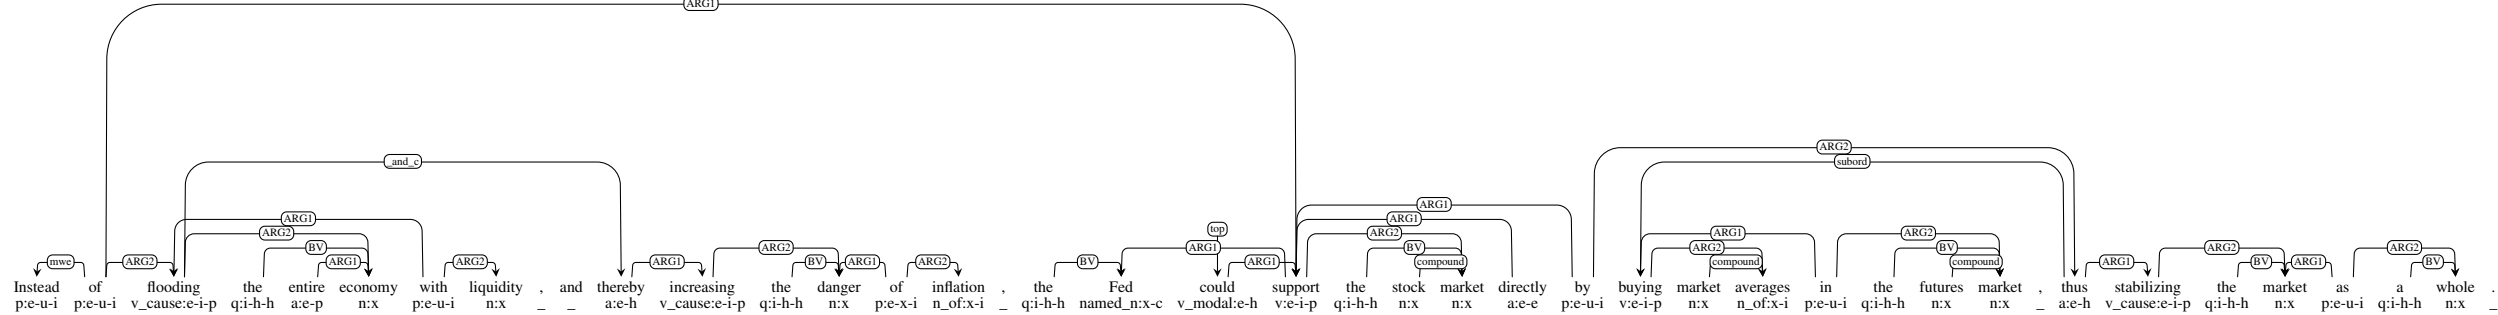 ARG1
_and_c
ARG2
subord
ARG1
ARG1
ARG1
top
ARG2
ARG2
ARG1
BV
ARG2
ARG1
BV
ARG2
ARG2
BV
ARG2
ARG2
mwe
ARG2
ARG1
ARG2
ARG1
BV
ARG1
ARG2
BV
ARG1
compound
compound
compound
ARG1
BV
ARG1
BV
Instead of flooding the entire economy with liquidity , and thereby increasing the danger of inflation , the Fed could support the stock market directly by buying market averages in the futures market , thus stabilizing the market as a whole .
p:e-u-i p:e-u-i v_cause:e-i-p q:i-h-h a:e-p n:x p:e-u-i n:x _ _ a:e-h v_cause:e-i-p q:i-h-h n:x p:e-x-i n_of:x-i _ q:i-h-h named_n:x-c v_modal:e-h v:e-i-p q:i-h-h n:x n:x a:e-e p:e-u-i v:e-i-p n:x n_of:x-i p:e-u-i q:i-h-h n:x n:x _ a:e-h v_cause:e-i-p q:i-h-h n:x p:e-u-i q:i-h-h n:x _